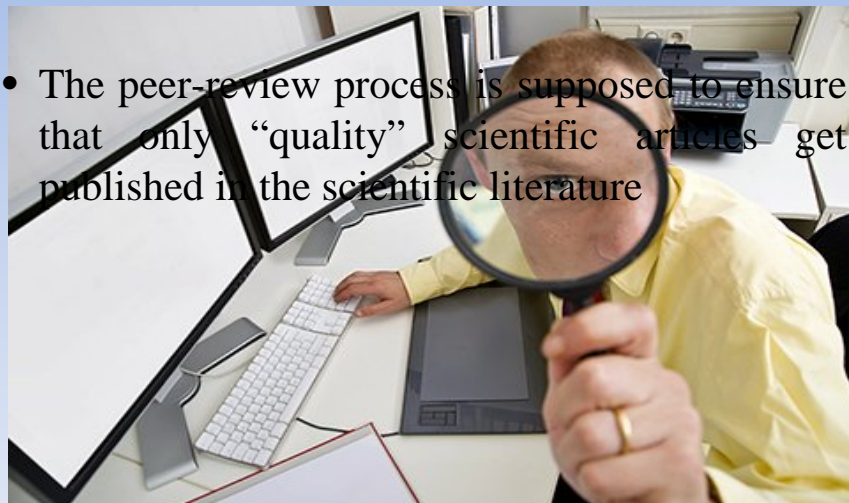 • The peer-review process is supposed to ensure
that only “quality” scientific articles get
published in the scientific literature